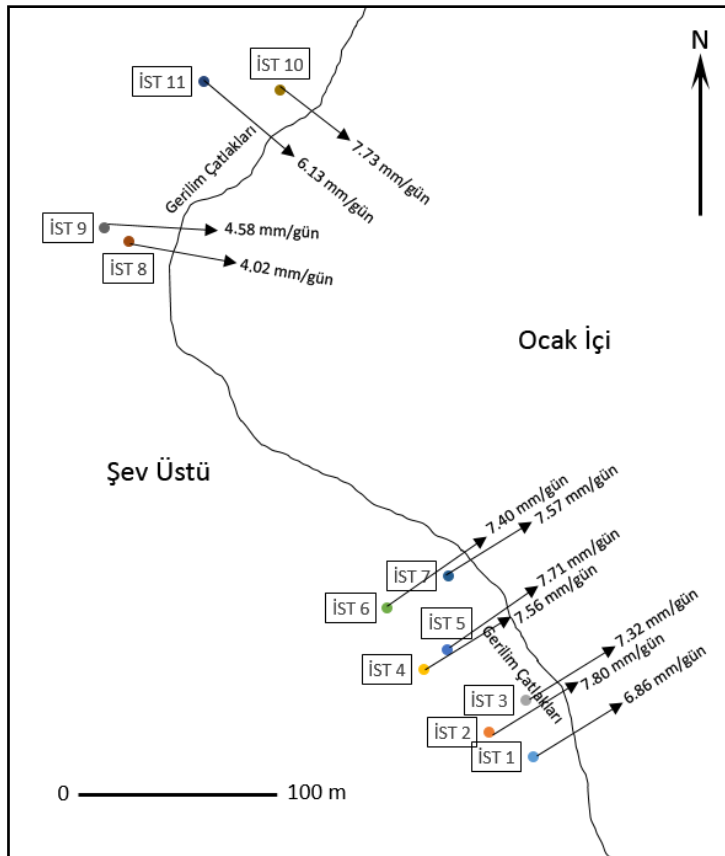 N
İST 11
İST 10
Gerilim Çatlakları
7.73 mm/gün
6.13 mm/gün
İST 9
4.58 mm/gün
İST 8
4.02 mm/gün
Ocak İçi
Şev Üstü
7.40 mm/gün
7.57 mm/gün
İST 7
7.71 mm/gün
İST 6
7.56 mm/gün
İST 5
İST 4
Gerilim Çatlakları
7.32 mm/gün
7.80 mm/gün
İST 3
6.86 mm/gün
İST 2
İST 1
0 100 m